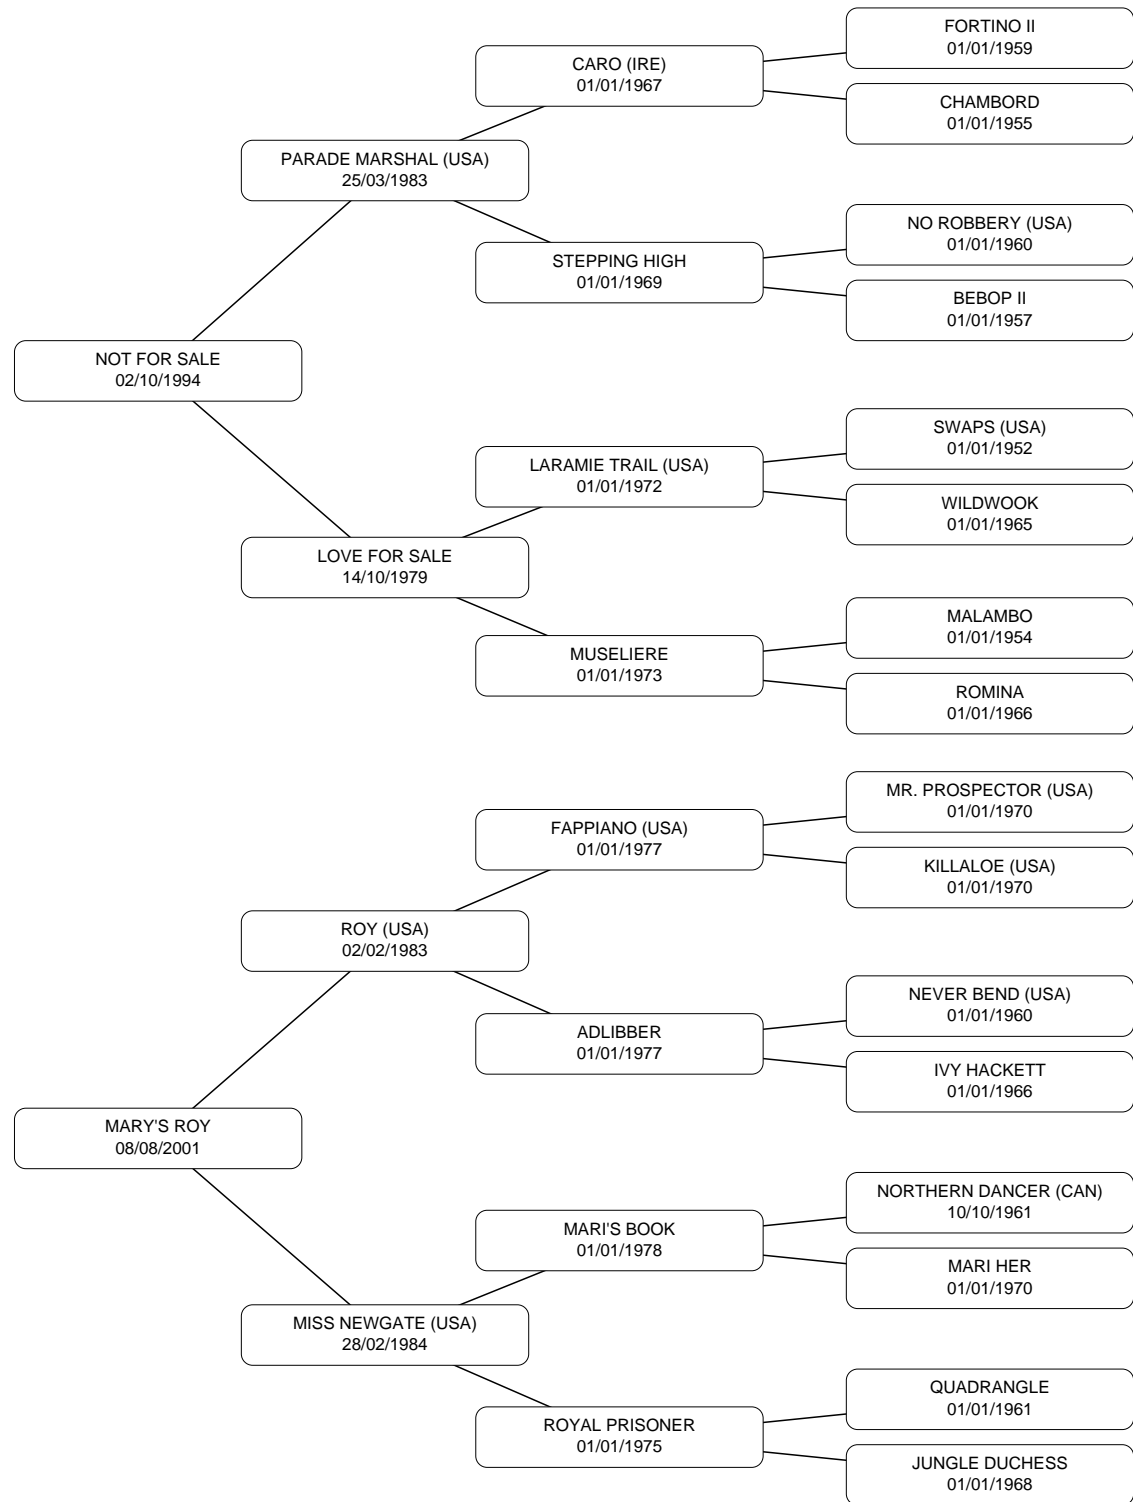 FORTINO II
01/01/1959
CARO (IRE)
01/01/1967
CHAMBORD
01/01/1955
PARADE MARSHAL (USA)
25/03/1983
NO ROBBERY (USA)
01/01/1960
STEPPING HIGH
01/01/1969
BEBOP II
01/01/1957
NOT FOR SALE
02/10/1994
SWAPS (USA)
01/01/1952
LARAMIE TRAIL (USA)
01/01/1972
WILDWOOK
01/01/1965
LOVE FOR SALE
14/10/1979
MALAMBO
01/01/1954
MUSELIERE
01/01/1973
ROMINA
01/01/1966
MR. PROSPECTOR (USA)
01/01/1970
FAPPIANO (USA)
01/01/1977
KILLALOE (USA)
01/01/1970
ROY (USA)
02/02/1983
NEVER BEND (USA)
01/01/1960
ADLIBBER
01/01/1977
IVY HACKETT
01/01/1966
MARY'S ROY
08/08/2001
NORTHERN DANCER (CAN)
10/10/1961
MARI'S BOOK
01/01/1978
MARI HER
01/01/1970
MISS NEWGATE (USA)
28/02/1984
QUADRANGLE
01/01/1961
ROYAL PRISONER
01/01/1975
JUNGLE DUCHESS
01/01/1968